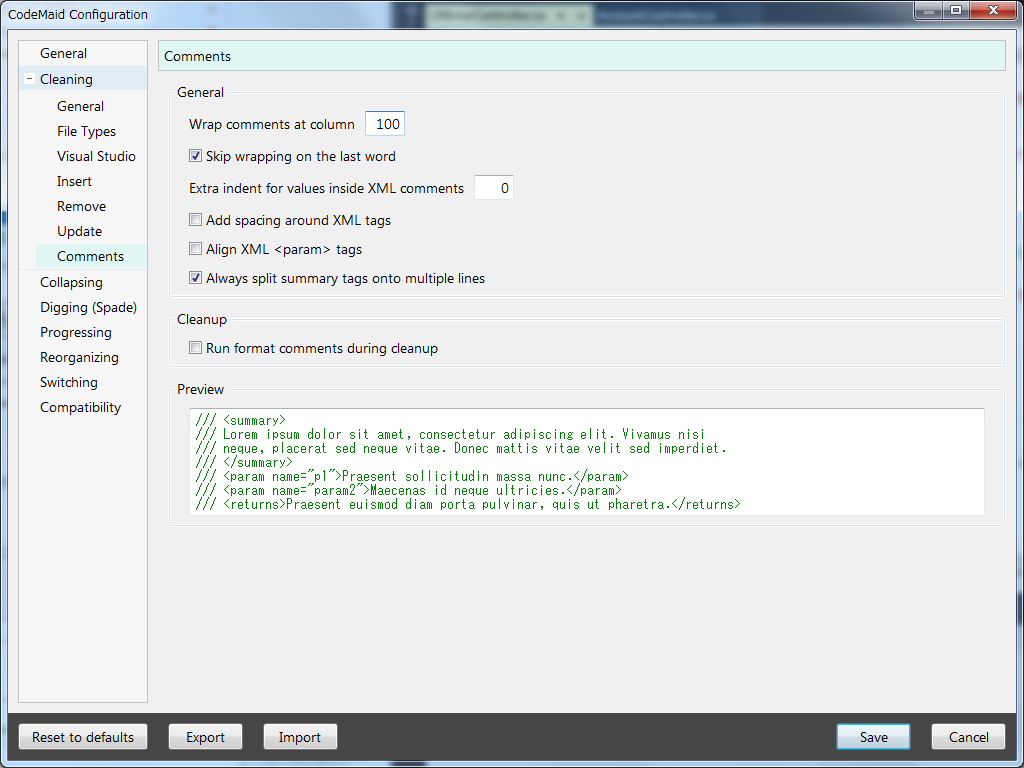 CodeMaid Configuration
General
Cleaning
General
File Types
Visual Studio
Insert
Remove
Update
Comments
Collapsing
Digging (Spade)
Progressing
Reorganizing
Switching
Compatibility
Comments
General
Wrap comments at column 100
Skip wrapping on the last word
Extra indent for values inside XML comments 0
Add spacing around XML tags
Align XML <param> tags
Always split summary tags onto multiple lines
Cleanup
Run format comments during cleanup
Preview
/// <summary>
/// Lorem ipsum dolor sit amet, consectetur adipiscing elit. Vivamus nisi
/// neque, placerat sed neque vitae. Donec mattis vitae velit sed imperdiet.
/// </summary>
/// <param name="p1">Praesent sollicitudin massa nunc.</param>
/// <param name="param2">Maecenas id neque ultricies.</param>
/// <returns>Praesent euismod diam porta pulvinar, quis ut pharetra.</returns>
Reset to defaults
Export
Import
Save
Cancel